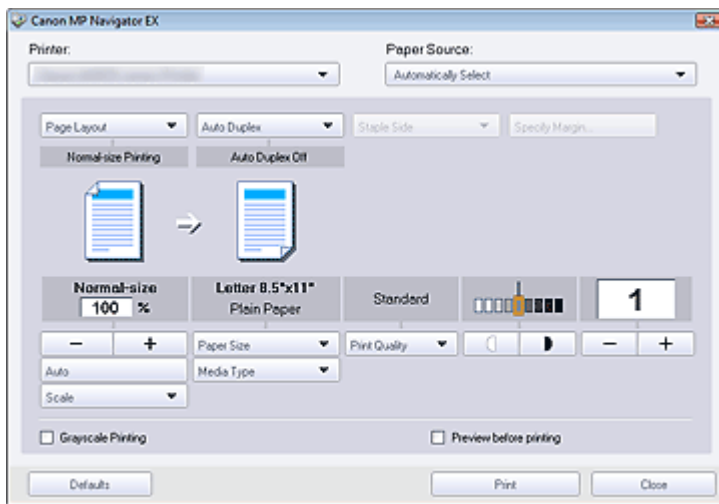 Canon MP Navigator EX
Printer:
Paper Source:
Automatically Select
Page Layout
Auto Duplex
Staple Side
Specify Margin...
Normal-size Printing
Auto Duplex Off
Normal-size
100 %
Letter 8.5"x11"
Plain Paper
Standard
1
- +
Paper Size
Print Quality
- +
Auto
Media Type
Scale
Grayscale Printing
Preview before printing
Defaults
Print
Close